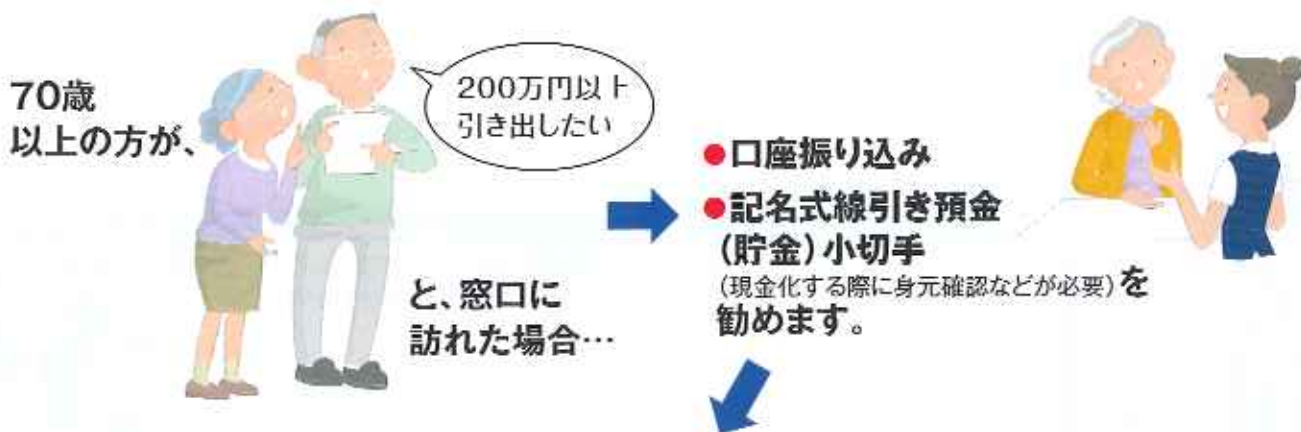 70歳
以上の方が、
200万円以上
引き出したい
と、窓口に
訪れた場合…
●口座振り込み
●記名式線引き預金
(貯金)小切手
(現金化する際に身元確認などが必要)を
勧めます。